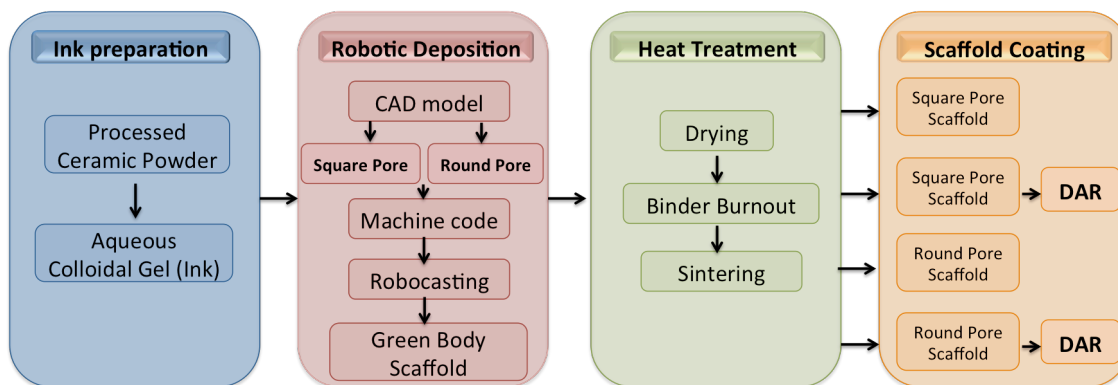 Ink preparation
Processed
Ceramic Powder
Aqueous
Colloidal Gel (Ink)
Robotic Deposition
CAD model
Square Pore
Round Pore
Machine code
Robocasting
Green Body
Scaffold
Heat Treatment
Drying
Binder Burnout
Sintering
Scaffold Coating
Square Pore
Scaffold
Square Pore
Scaffold
DAR
Round Pore
Scaffold
Round Pore
Scaffold
DAR